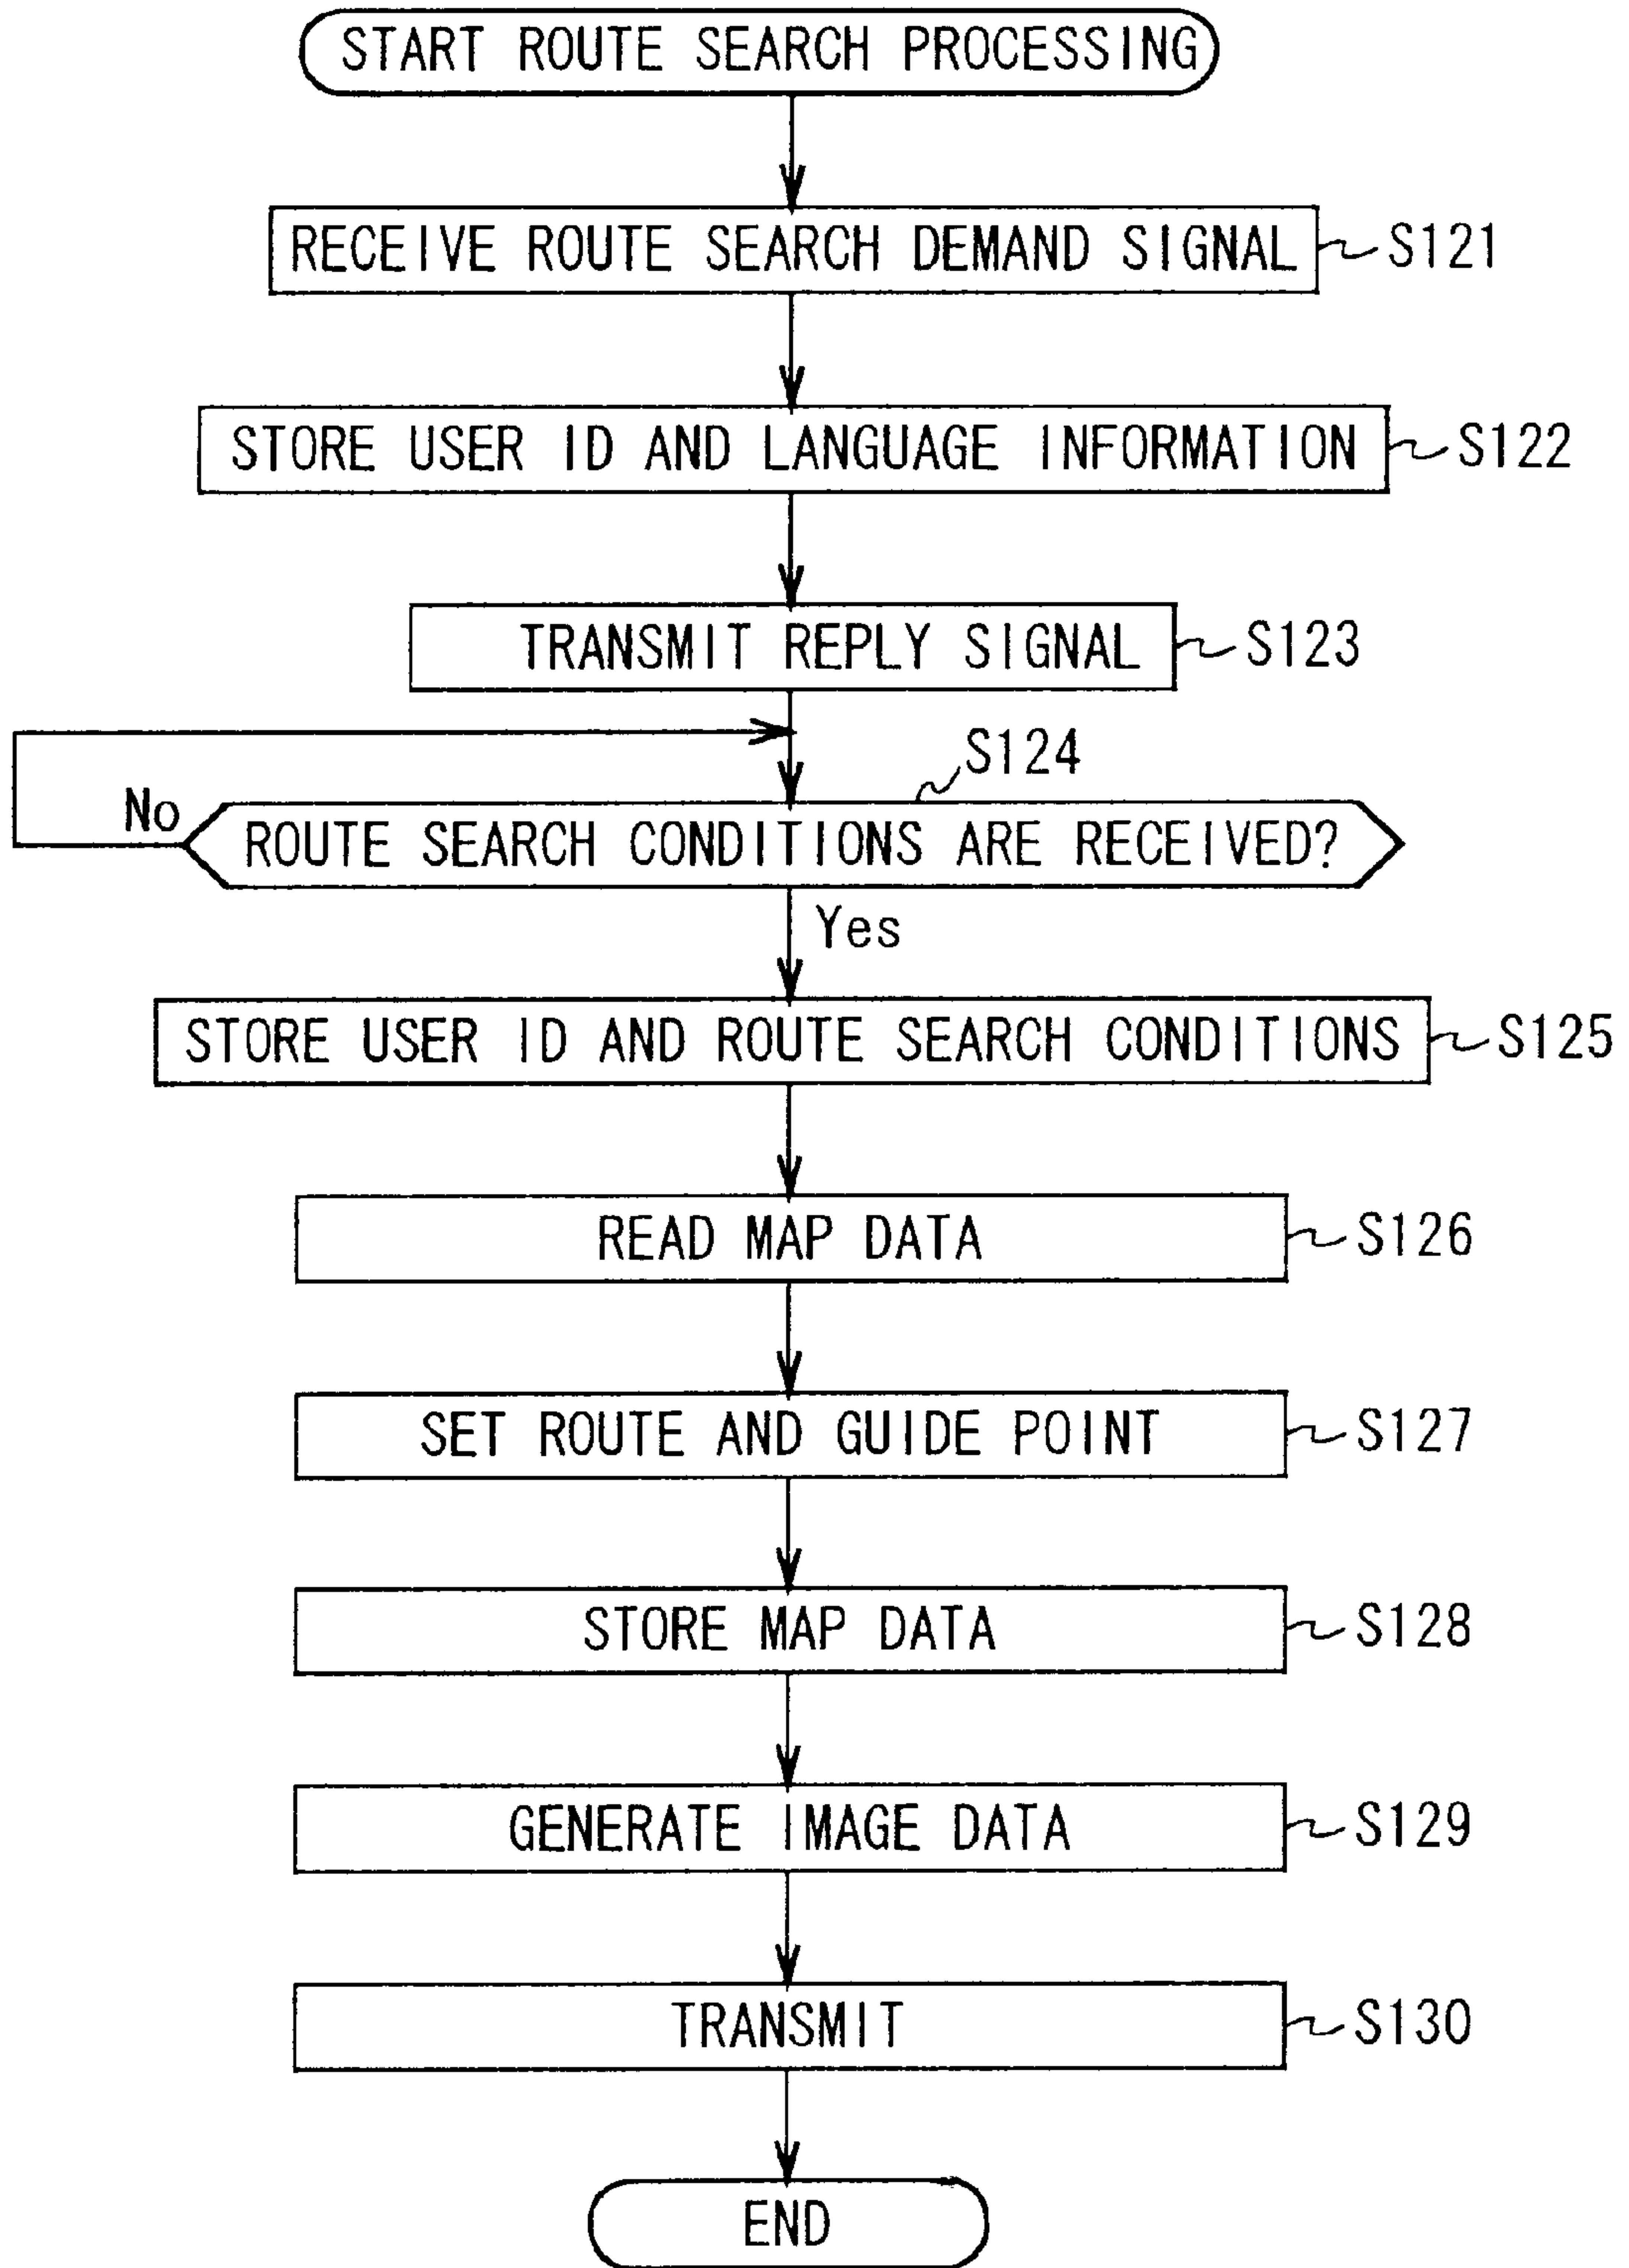 START ROUTE SEARCH PROCESSING
RECEIVE ROUTE SEARCH DEMAND SIGNAL S121
STORE USER ID AND LANGUAGE INFORMATION S122
TRANSMIT REPLY SIGNAL S123
S124
No
ROUTE SEARCH CONDITIONS ARE RECEIVED?
Yes
STORE USER ID AND ROUTE SEARCH CONDITIONS S125
READ MAP DATA S126
SET ROUTE AND GUIDE POINT S127
STORE MAP DATA S128
GENERATE IMAGE DATA S129
TRANSMIT S130
END